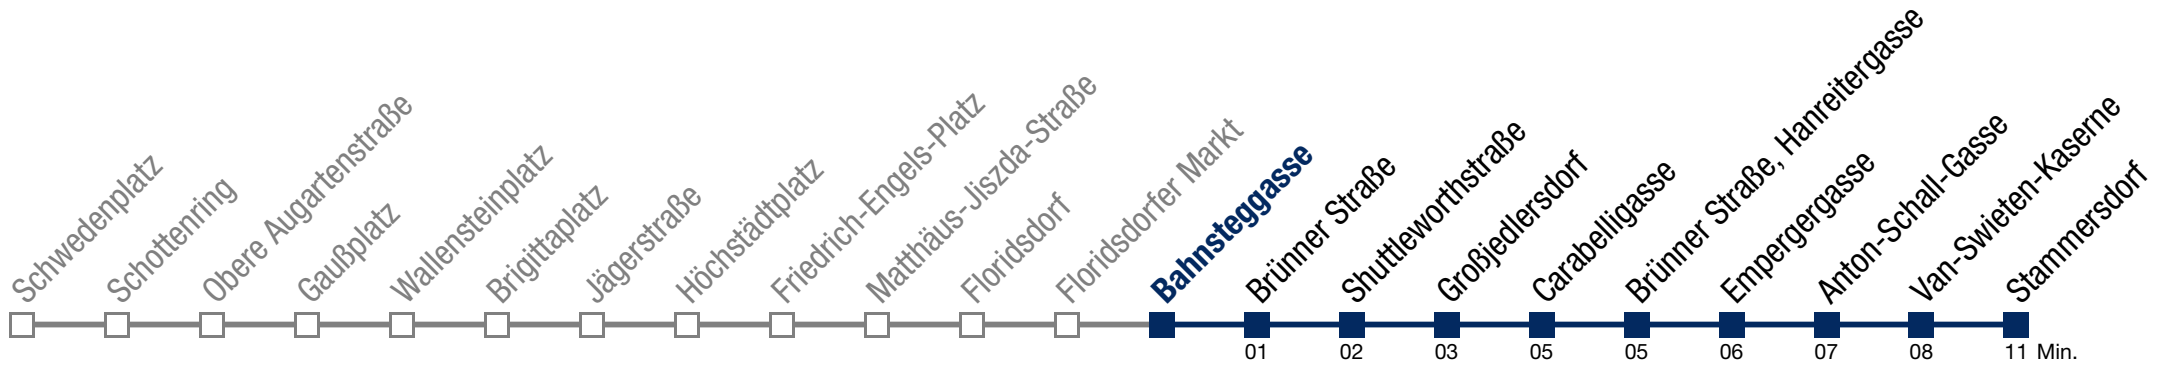 Schwedenplatz
Schottenring
Obere Augartenstraße
Gaußplatz
Wallensteinplatz
Brigittaplatz
Jägerstraße
Höchstädtplatz
Friedrich-Engels-Platz
Matthäus-Jiszda-Straße
Floridsdorf
Floridsdorfer Markt
Bahnsteggasse
Brünner Straße
Shuttleworthstraße
Großjedlersdorf
Carabelligasse
Brünner Straße, Hanreitergasse
Empergergasse
Anton-Schall-Gasse
Van-Swieten-Kaserne
Stammersdorf
01 02 03 05 05 06 07 08 11 Min.